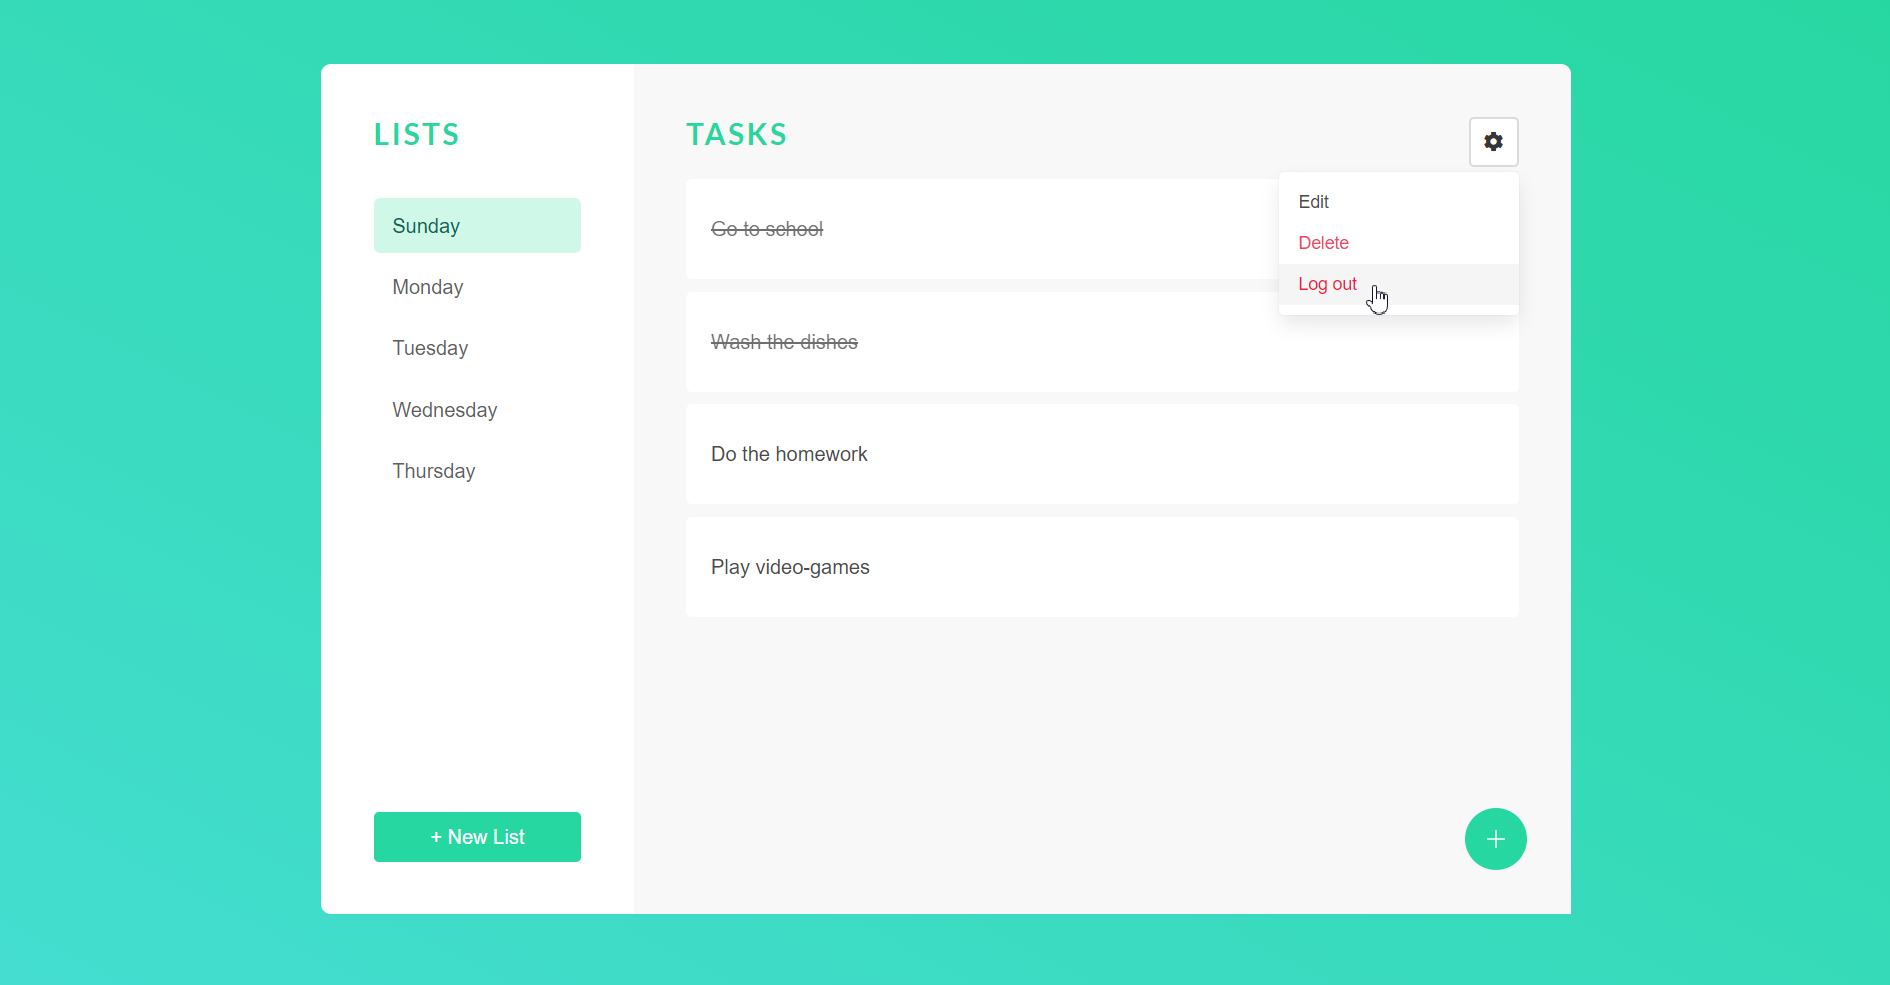 LISTS
Sunday
Monday
Tuesday
Wednesday
Thursday
+ New List
TASKS
Go to school
Wash the dishes
Do the homework
Play video-games
Edit
Delete
Log out